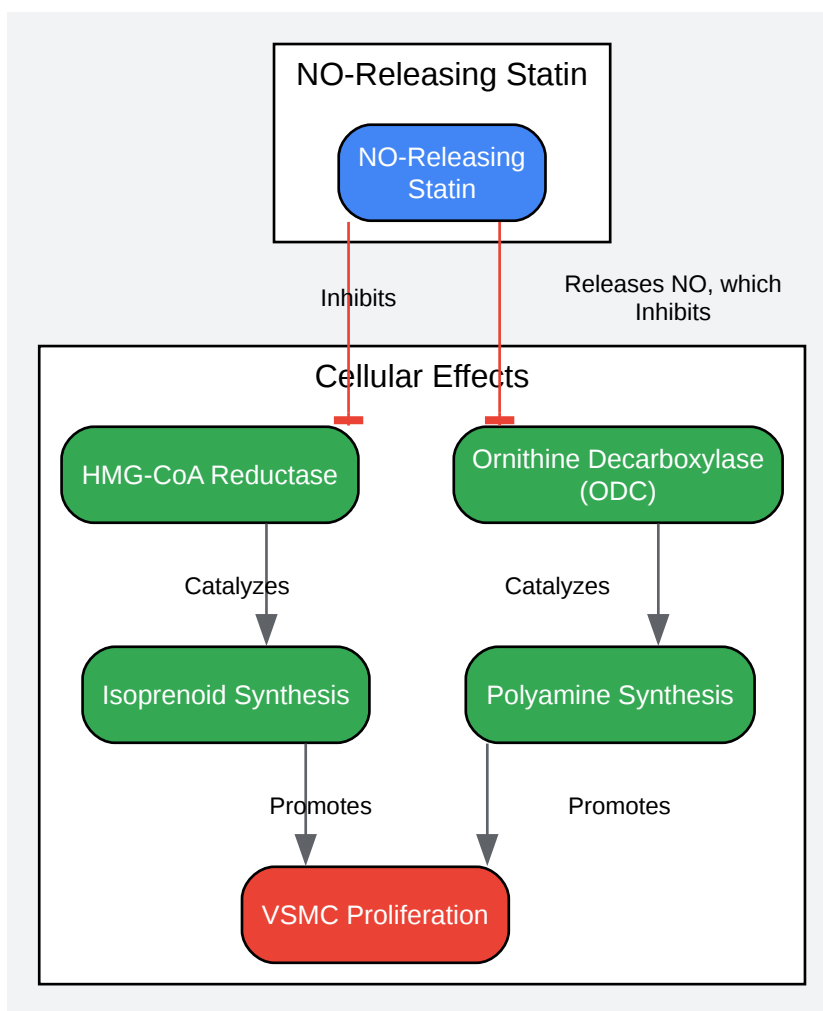 NO-Releasing Statin
NO-Releasing
Statin
Inhibits
Releases NO, which
Inhibits
Cellular Effects
HMG-CoA Reductase
Ornithine Decarboxylase
(ODC)
Catalyzes
Catalyzes
Isoprenoid Synthesis
Polyamine Synthesis
Promotes
Promotes
VSMC Proliferation